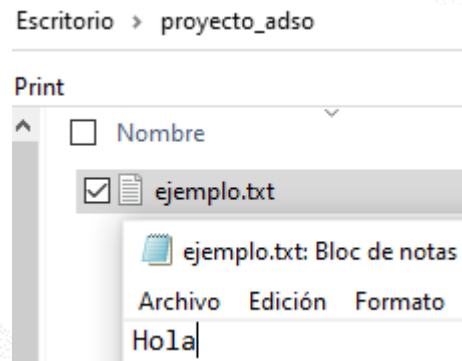 Escritorio > proyecto_adso
Print
Nombre
ejemplo.txt
ejemplo.txt: Bloc de notas
Archivo Edición Formato
Hola